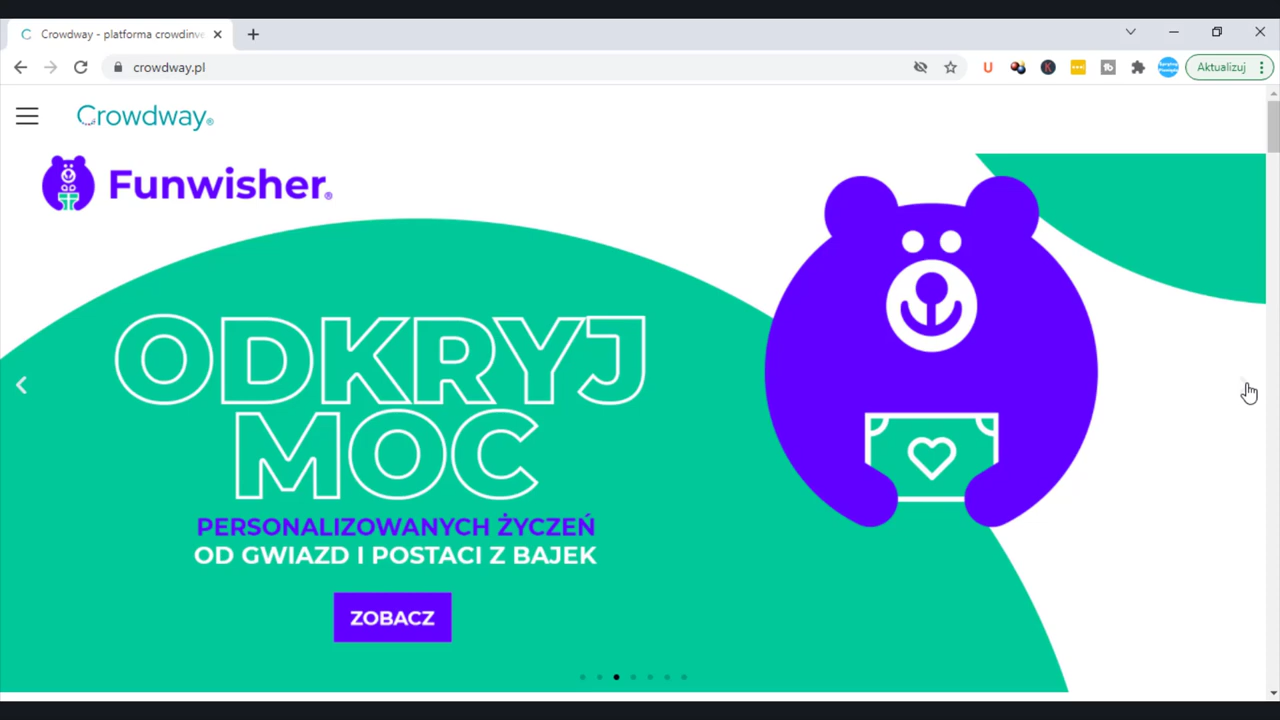 Crowdway - platforma crowdinve
crowdway.pl
Aktualizuj
Crowdway®
Funwisher®
ODKRYJ
MOC
PERSONALIZOWANYCH ŻYCZEŃ
OD GWIAZD I POSTACI Z BAJEK
ZOBACZ